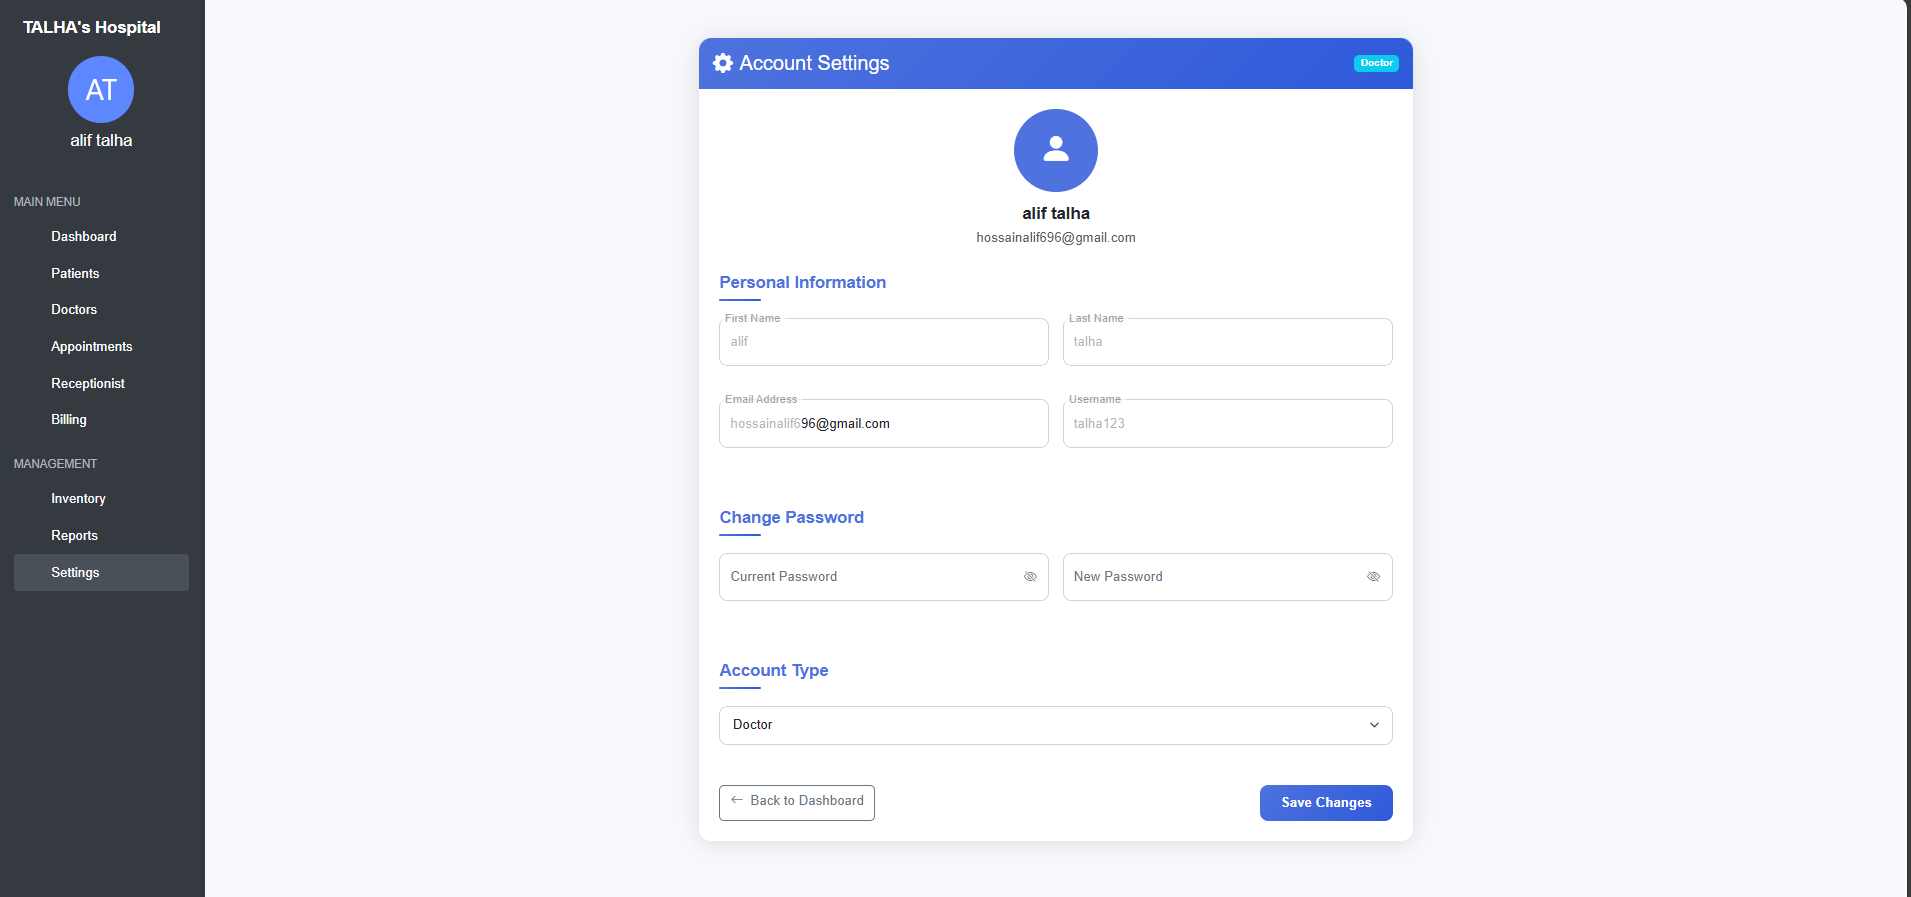 TALHA's Hospital
AT
alif talha
MAIN MENU
Dashboard
Patients
Doctors
Appointments
Receptionist
Billing
MANAGEMENT
Inventory
Reports
Settings
Account Settings
Doctor
alif talha
hossainalif696@gmail.com
Personal Information
First Name
alif
Last Name
talha
Email Address
hossainalif696@gmail.com
Username
talha123
Change Password
Current Password
New Password
Account Type
Doctor
Back to Dashboard
Save Changes